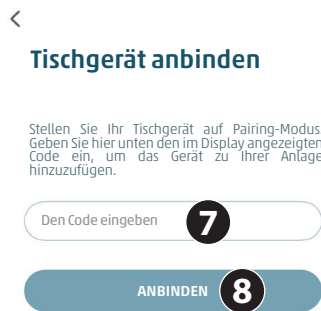 Tischgerät anbinden
Stellen Sie Ihr Tischgerät auf Pairing-Modus.
Geben Sie hier unten den im Display angezeigten
Code ein, um das Gerät zu Ihrer Anlage
hinzuzufügen.
Den Code eingeben 7
ANBINDEN 8